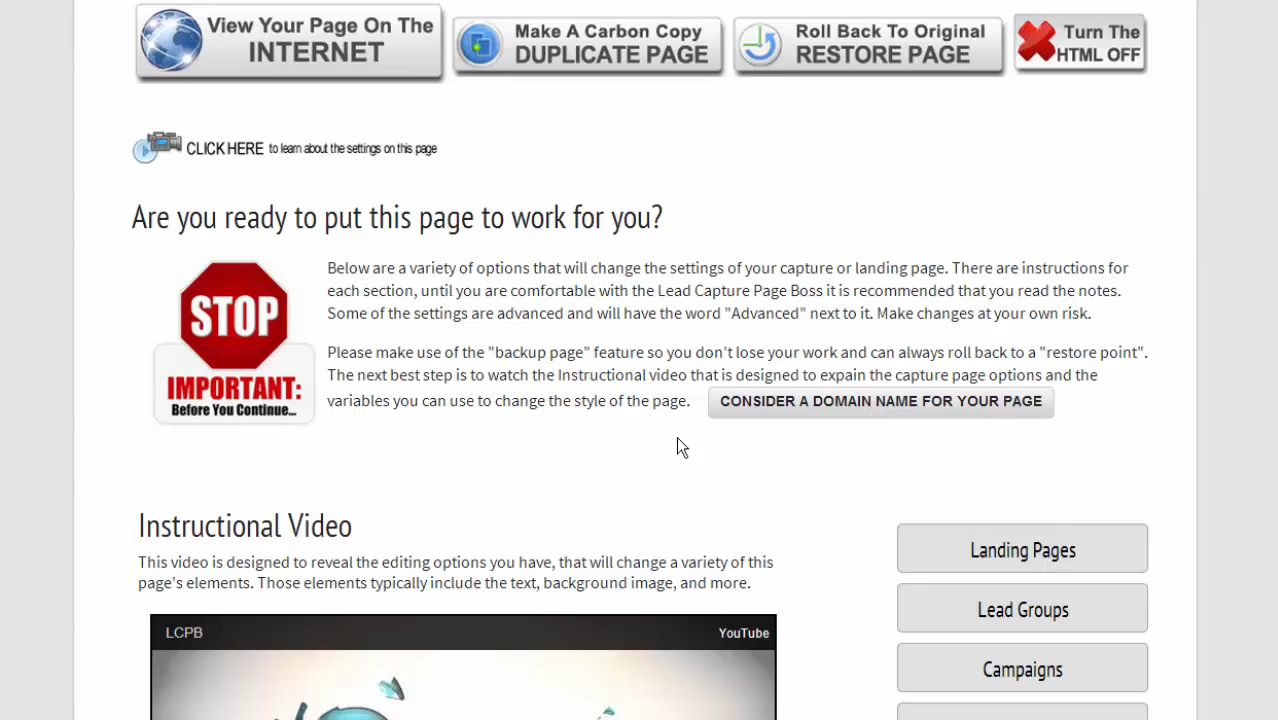 View Your Page On The
INTERNET
Make A Carbon Copy
DUPLICATE PAGE
Roll Back To Original
RESTORE PAGE
Turn The
HTML OFF
CLICK HERE to learn about the settings on this page
Are you ready to put this page to work for you?
STOP
IMPORTANT:
Before You Continue...
Below are a variety of options that will change the settings of your capture or landing page. There are instructions for
each section, until you are comfortable with the Lead Capture Page Boss it is recommended that you read the notes.
Some of the settings are advanced and will have the word "Advanced" next to it. Make changes at your own risk.
Please make use of the "backup page" feature so you don't lose your work and can always roll back to a "restore point".
The next best step is to watch the Instructional video that is designed to expain the capture page options and the
variables you can use to change the style of the page. CONSIDER A DOMAIN NAME FOR YOUR PAGE
Instructional Video
This video is designed to reveal the editing options you have, that will change a variety of this
page's elements. Those elements typically include the text, background image, and more.
LCPB YouTube
Landing Pages
Lead Groups
Campaigns